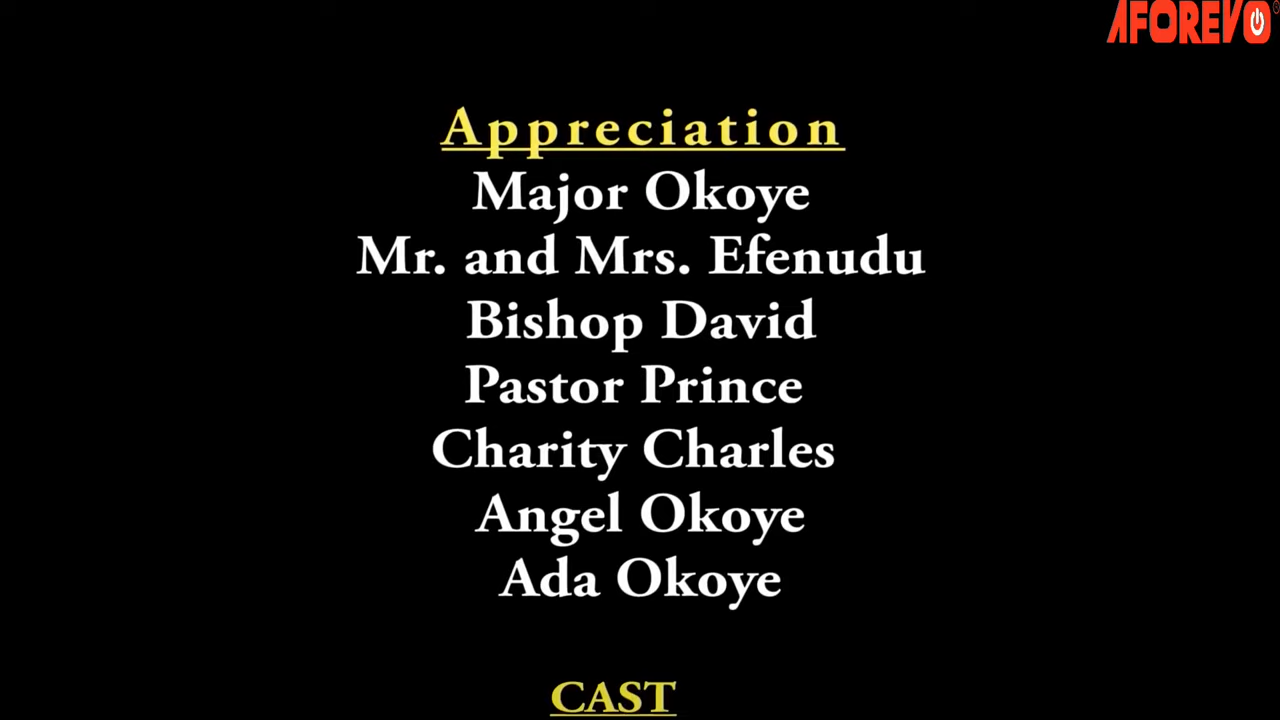 AFOREVO
Appreciation
Major Okoye
Mr. and Mrs. Efenudu
Bishop David
Pastor Prince
Charity Charles
Angel Okoye
Ada Okoye
CAST